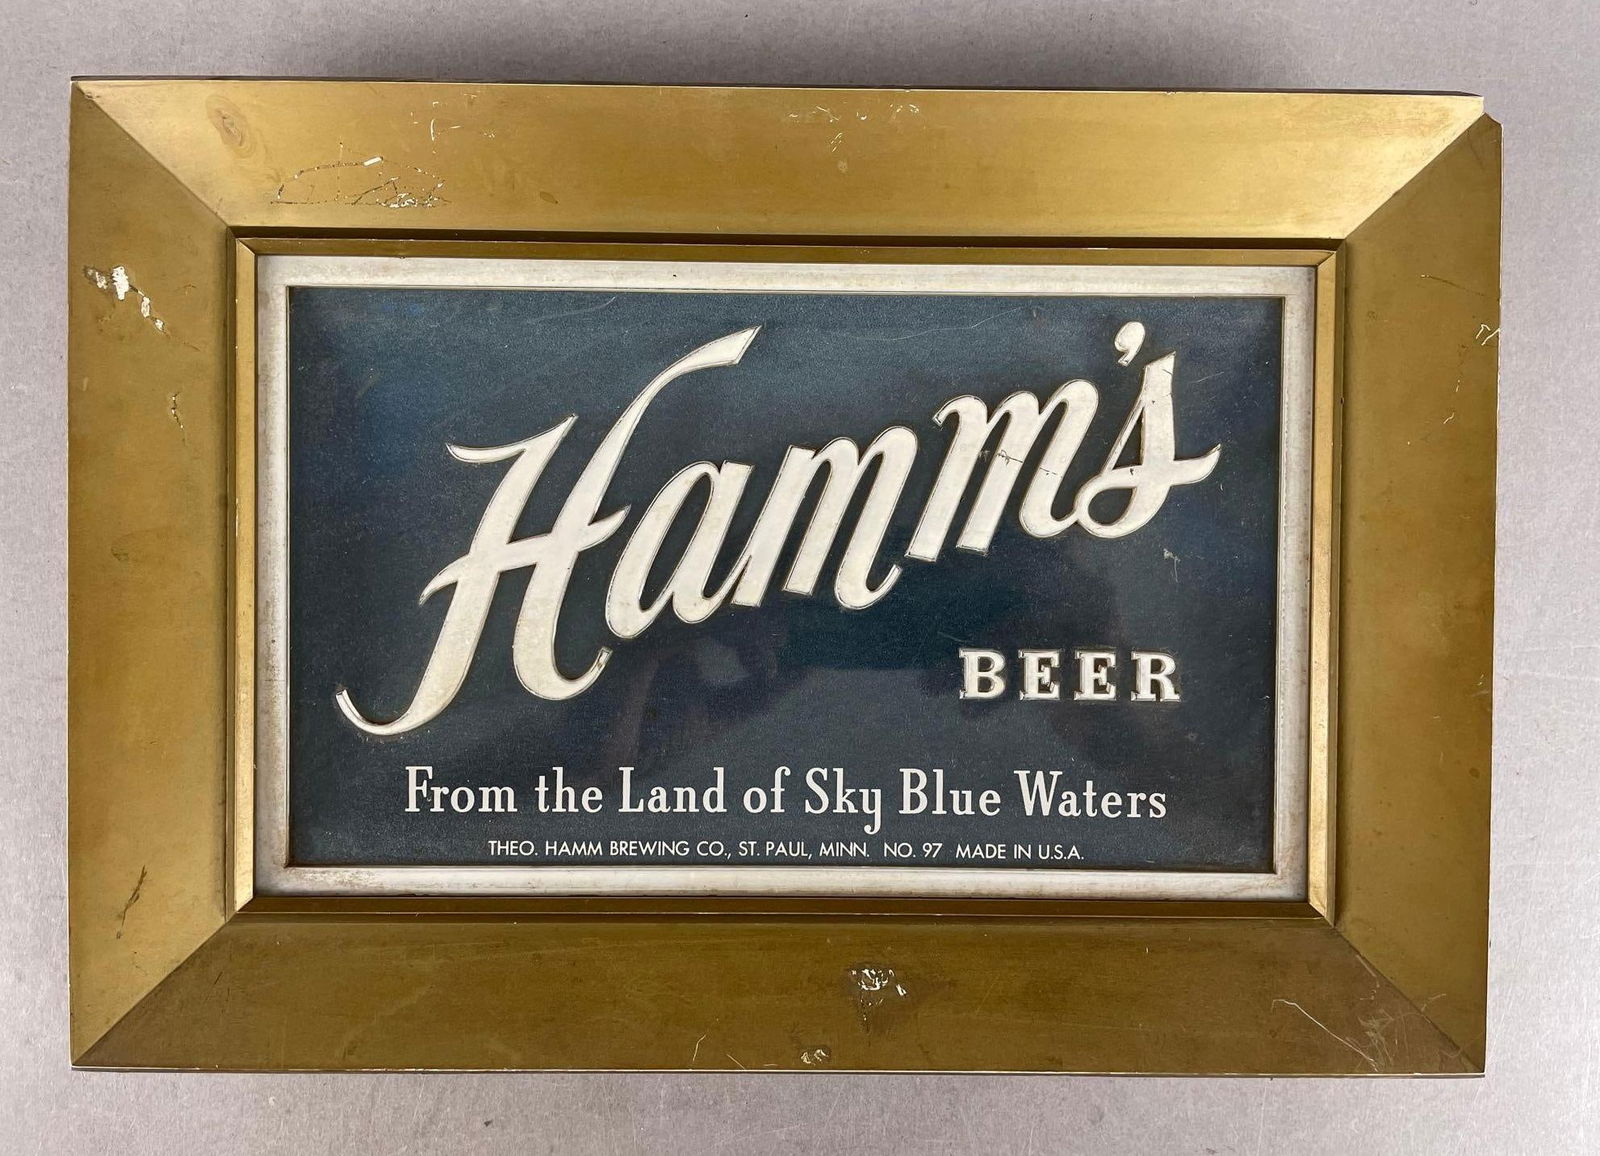 Hamm's
BEER
From the Land of Sky Blue Waters
THEO. HAMM BREWING CO., ST. PAUL, MINN. NO. 97 MADE IN U.S.A.